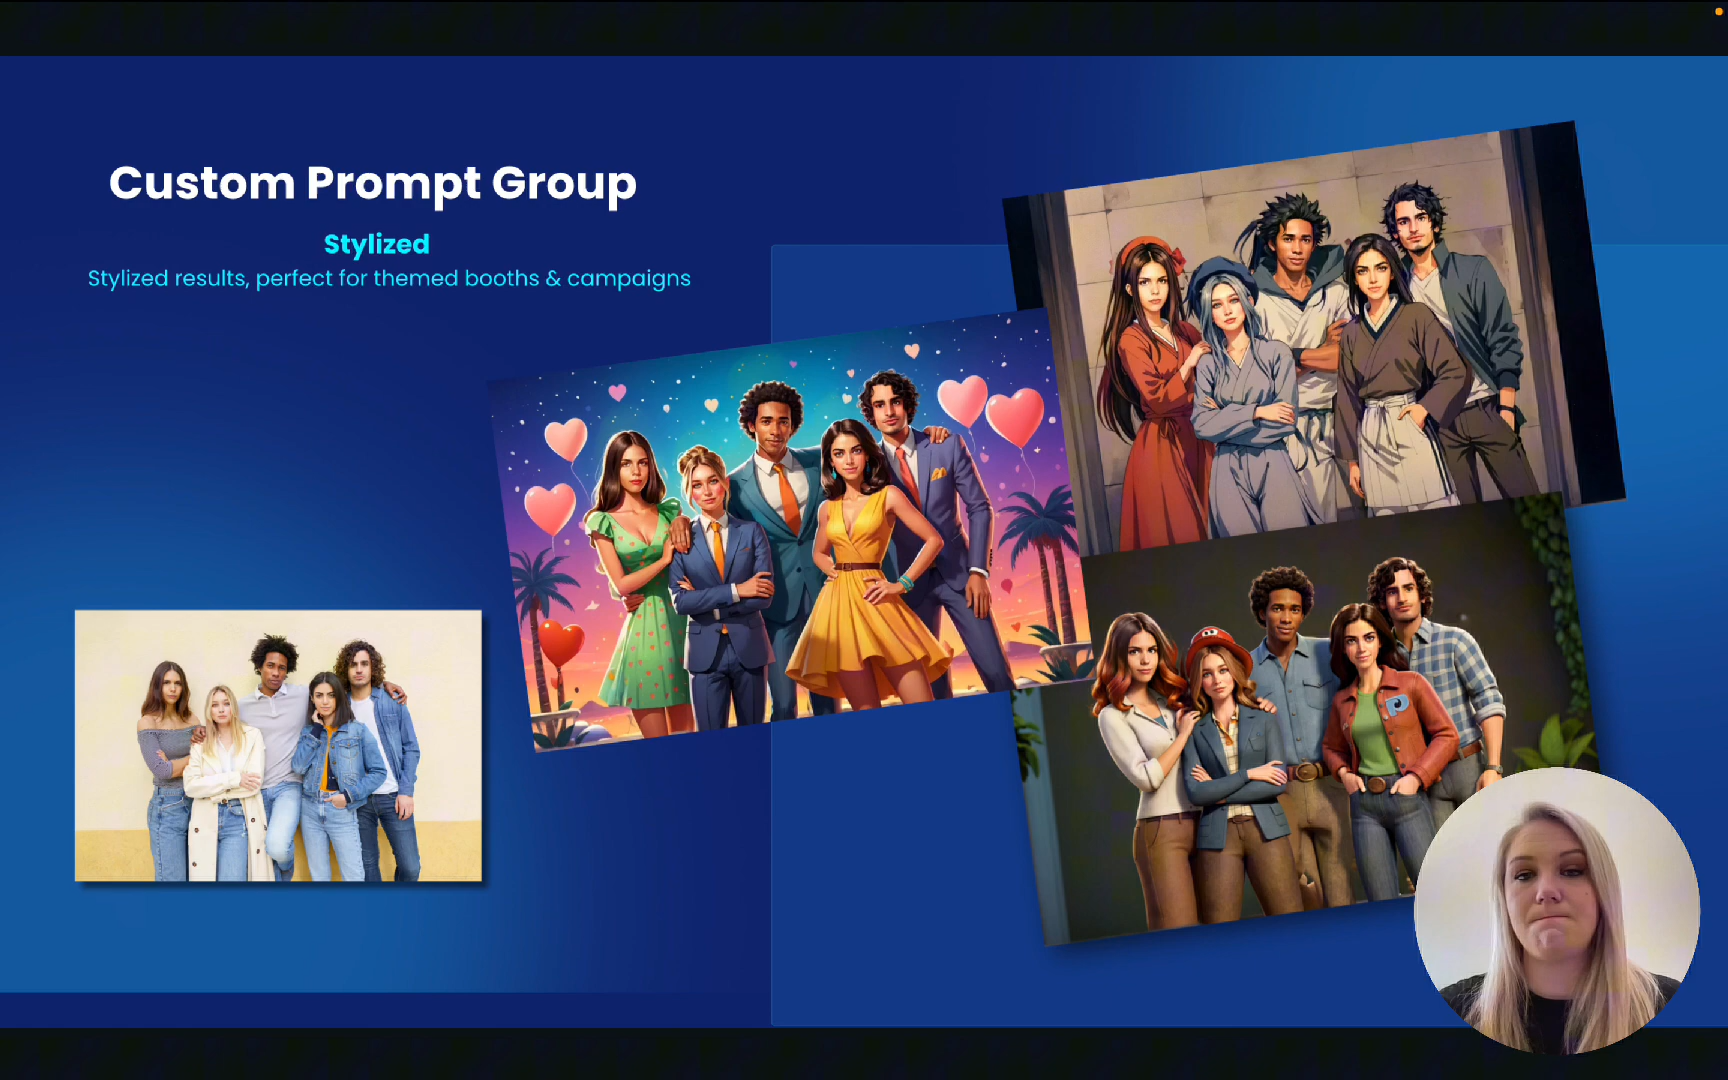 Custom Prompt Group
Stylized
Stylized results, perfect for themed booths & campaigns
P